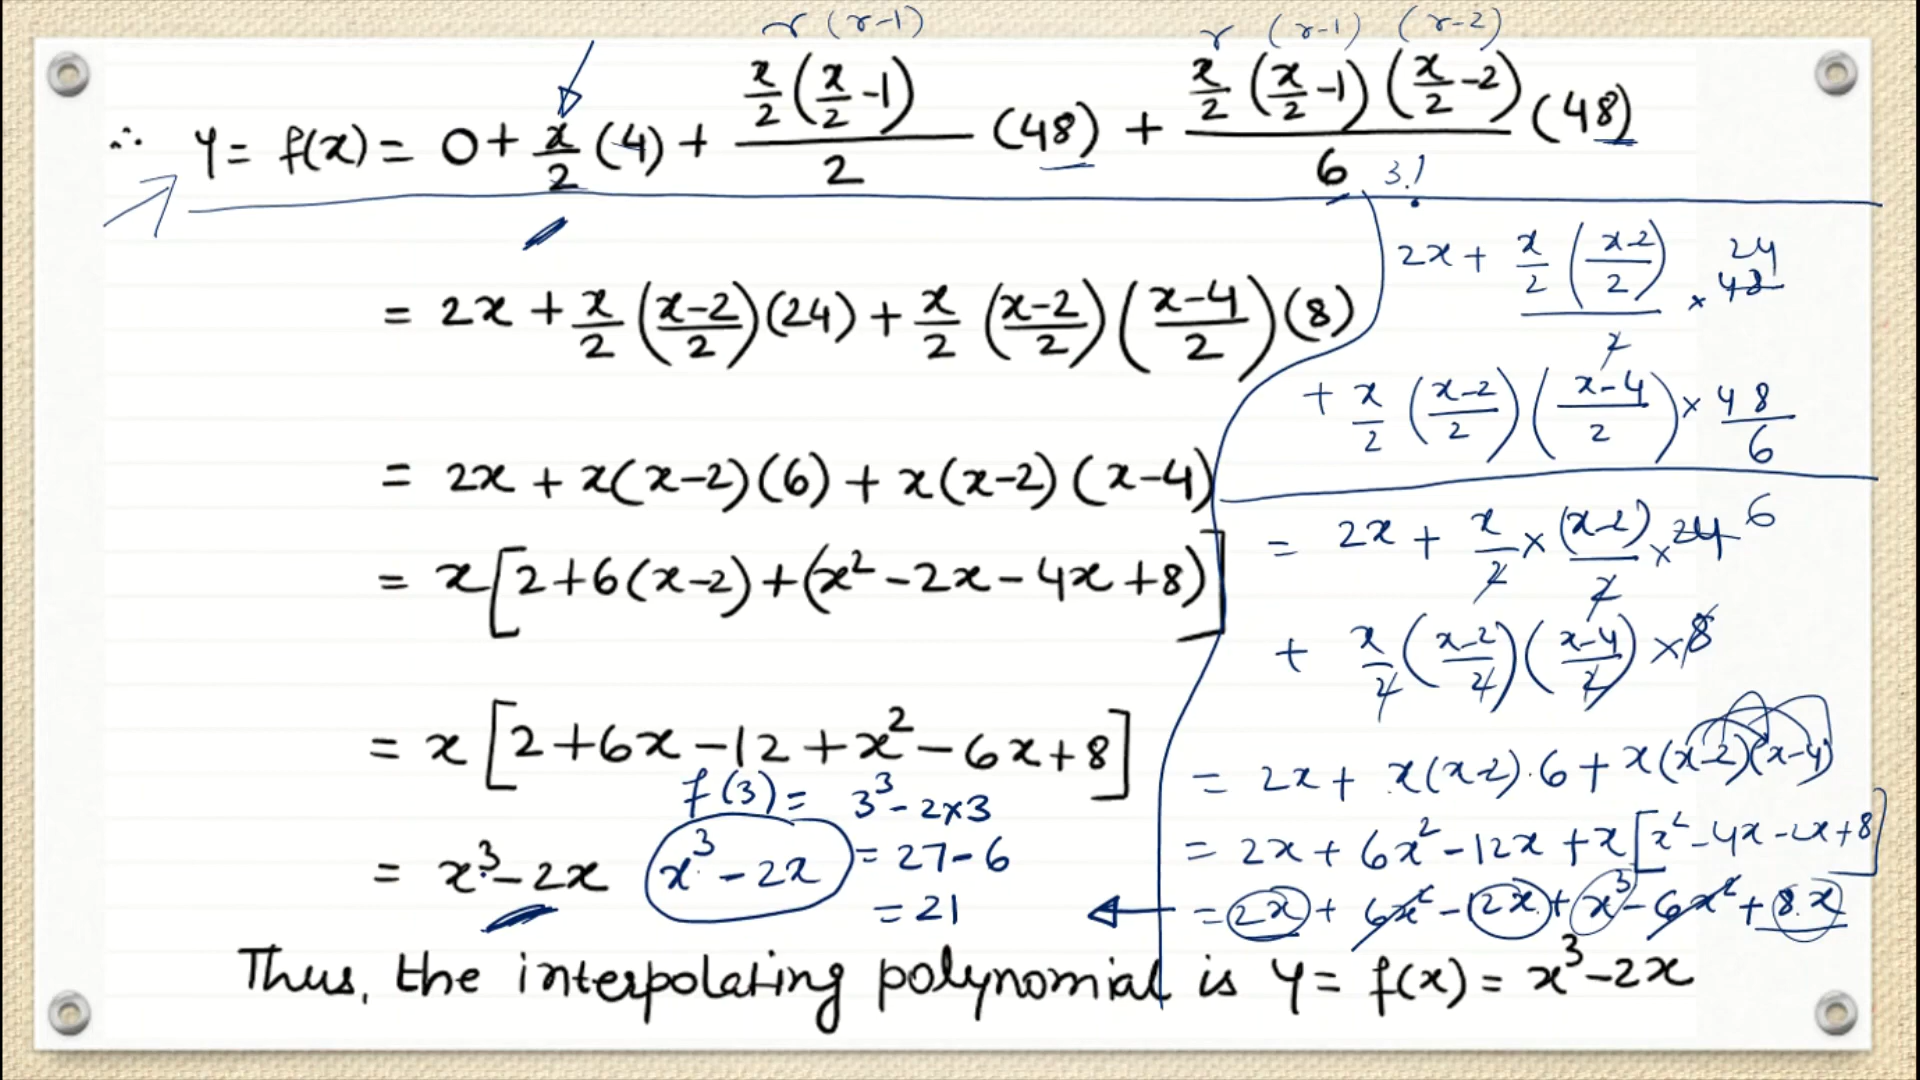 r (r-1) r (r-1) (r-2)
∴ y = f(x) = 0 + x/2 (4) + (x/2 (x/2 -1))/2 (48) + (x/2 (x/2 -1) (x/2 -2))/6 (48)
3!
= 2x + x/2 ((x-2)/2) (24) + x/2 ((x-2)/2) ((x-4)/2) (8)
= 2x + x(x-2)(6) + x(x-2)(x-4)
= x[2+6(x-2)+(x² -2x-4x+8)]
= x[2+6x-12+x²-6x+8]
= x³-2x
f(3) = 3³-2×3
x³-2x = 27-6
= 21
2x + (x/2 ((x-2)/2))/2 × 48 24
+ x/2 ((x-2)/2) ((x-4)/2) × 48/6
= 2x + x/2 × (x-2)/2 × 24 6
+ x/2 ((x-2)/2) ((x-4)/2) × 8
= 2x + x(x-2).6 + x(x-2)(x-4)
= 2x + 6x² - 12x + x[x² - 4x - 2x + 8]
= 2x + 6x² - 12x + x³ - 6x² + 8x
Thus, the interpolating polynomial is y = f(x) = x³-2x